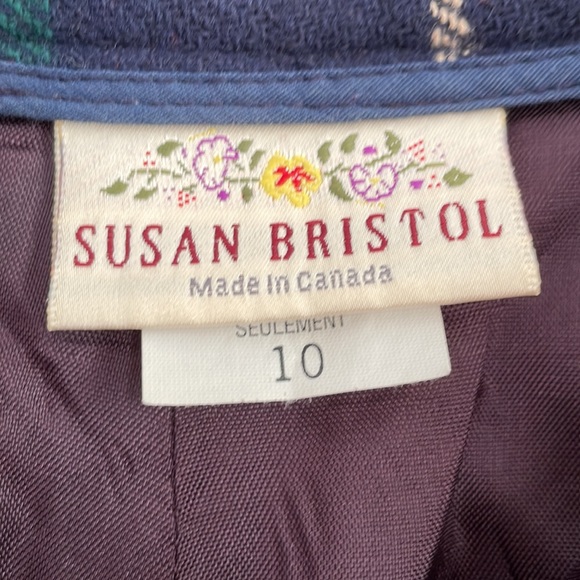 SUSAN BRISTOL
Made In Canada
SEULEMENT
10